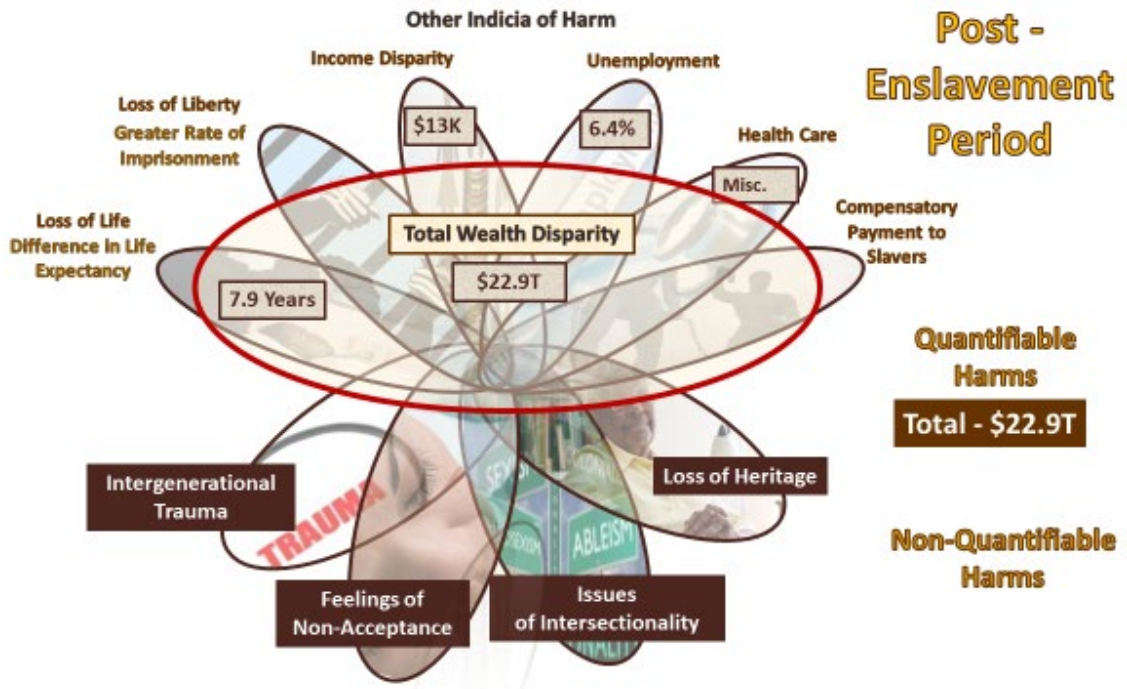 Other Indicia of Harm
Post -
Enslavement
Period
Income Disparity
Unemployment
Loss of Liberty
Greater Rate of
Imprisonment
$13K
6.4%
Health Care
Misc.
Loss of Life
Difference in Life
Expectancy
Compensatory
Payment to
Slavers
Total Wealth Disparity
$22.9T
7.9 Years
Quantifiable
Harms
Total - $22.9T
Intergenerational
Trauma
TRAUMA
Loss of Heritage
SEXISM
ABLEISM
Non-Quantifiable
Harms
Feelings of
Non-Acceptance
Issues
of Intersectionality